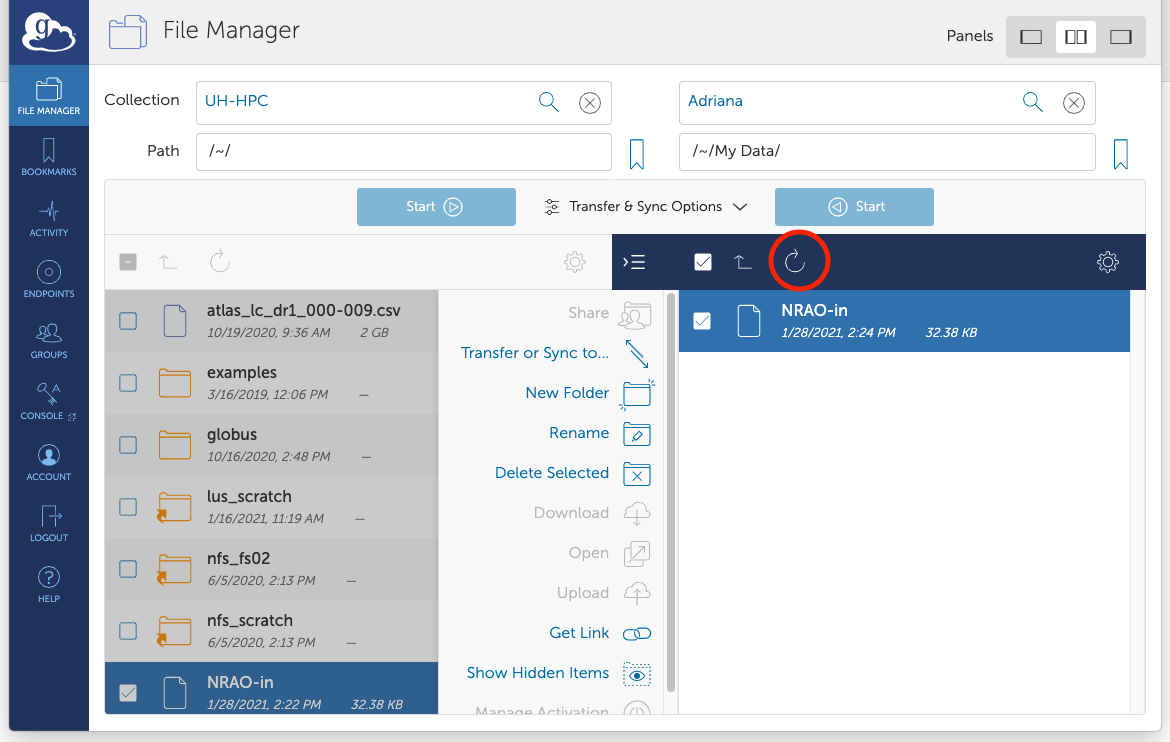 g
File Manager
Panels
FILE MANAGER
BOOKMARKS
ACTIVITY
ENDPOINTS
GROUPS
CONSOLE
ACCOUNT
LOGOUT
?
HELP
Collection
UH-HPC
Adriana
Path
/~/
/~/My Data/
Start
Transfer & Sync Options
Start
atlas_lc_dr1_000-009.csv
10/19/2020, 9:36 AM 2 GB
examples
3/16/2019, 12:06 PM —
globus
10/16/2020, 2:48 PM —
lus_scratch
1/16/2021, 11:19 AM —
nfs_fs02
6/5/2020, 2:13 PM —
nfs_scratch
6/5/2020, 2:13 PM —
NRAO-in
1/28/2021, 2:22 PM 32.38 KB
Share
Transfer or Sync to...
New Folder
Rename
Delete Selected
Download
Open
Upload
Get Link
Show Hidden Items
Manage Activation
NRAO-in
1/28/2021, 2:24 PM 32.38 KB